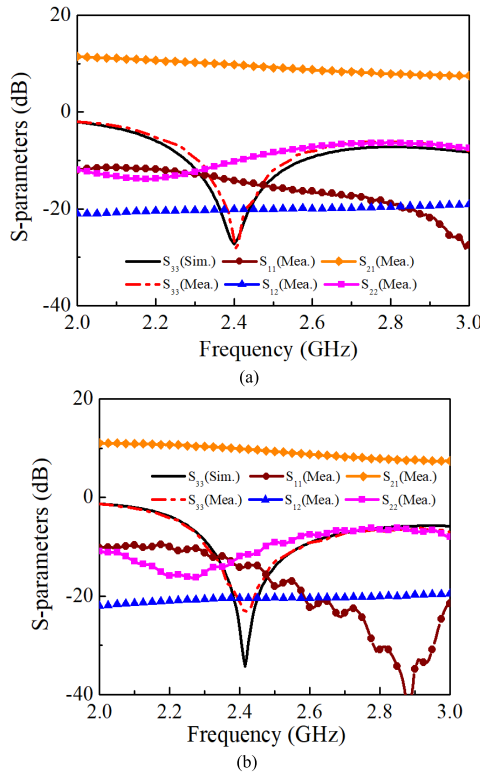 20
0
-20
-40
S-parameters (dB)
S33(Sim.) S11(Mea.) S21(Mea.)
S33(Mea.) S12(Mea.) S22(Mea.)
2.0 2.2 2.4 2.6 2.8 3.0
Frequency (GHz)
(a)
20
0
-20
-40
S-parameters (dB)
S33(Sim.) S11(Mea.) S21(Mea.)
S33(Mea.) S12(Mea.) S22(Mea.)
2.0 2.2 2.4 2.6 2.8 3.0
Frequency (GHz)
(b)